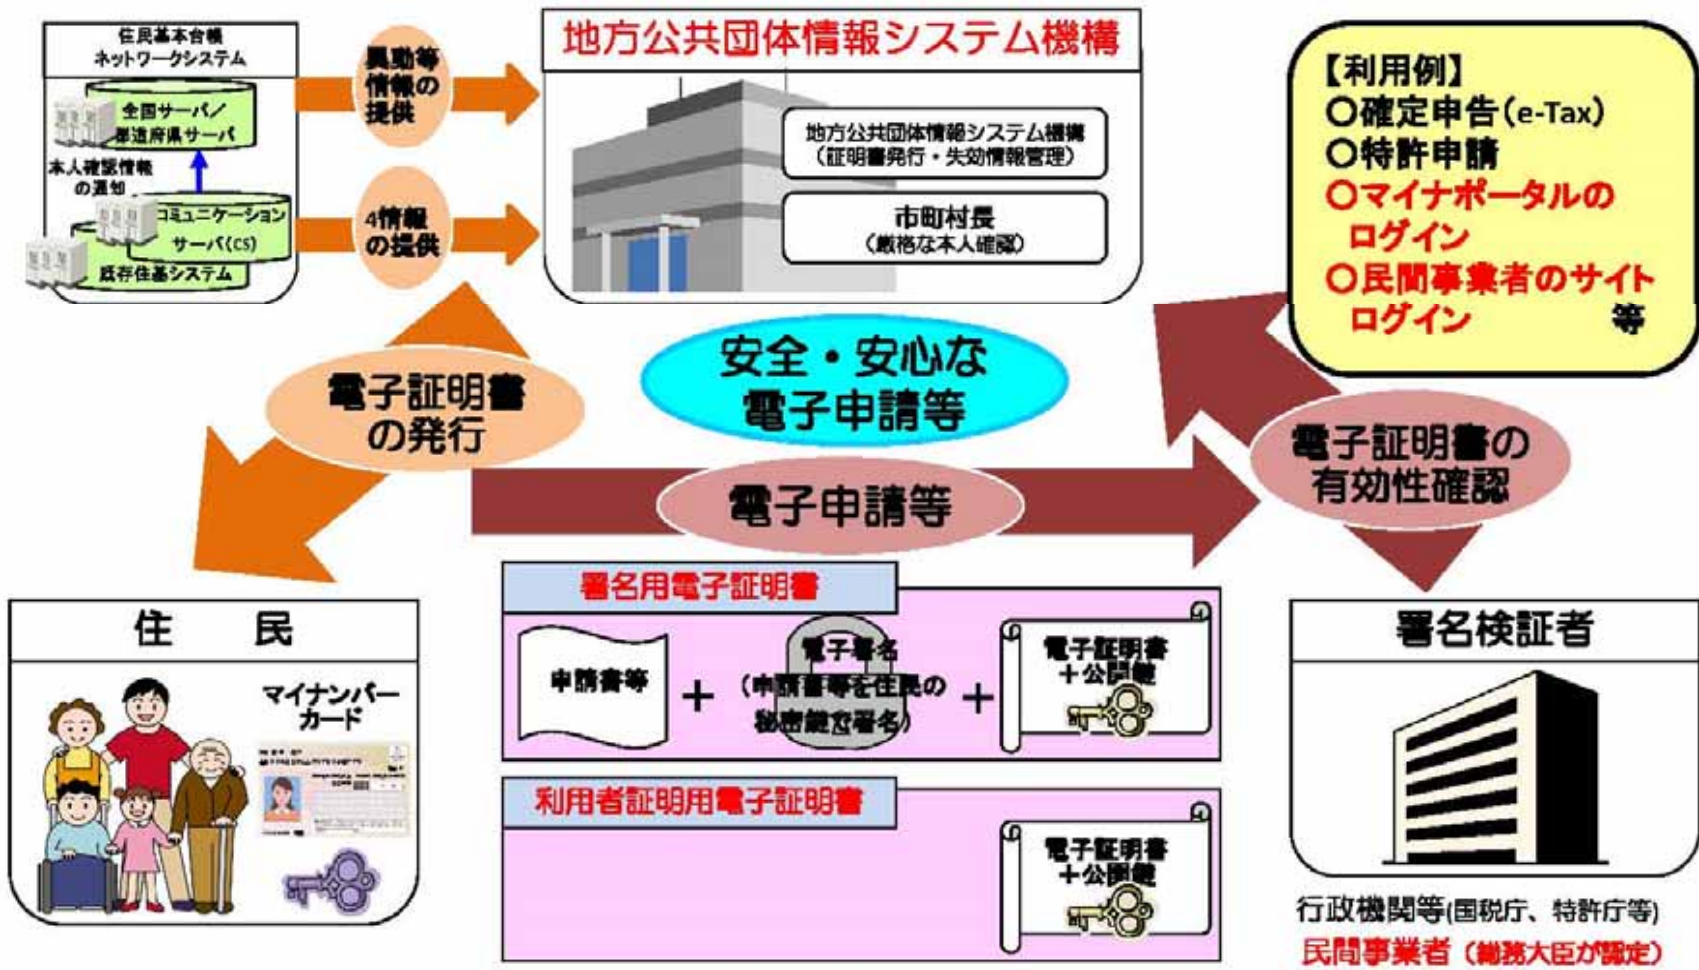 住民基本台帳
ネットワークシステム
全国サーバ／
都道府県サーバ
本人確認情報
の通知
コミュニケーション
サーバ(CS)
既存住基システム
異動等
情報の
提供
4情報
の提供
地方公共団体情報システム機構
地方公共団体情報システム機構
（証明書発行・失効情報管理）
市町村長
（厳格な本人確認）
【利用例】
○確定申告（e-Tax）
○特許申請
○マイナポータルの
ログイン
○民間事業者のサイト
ログイン 等
安全・安心な
電子申請等
電子証明書
の発行
電子証明書の
有効性確認
電子申請等
住 民
マイナンバー
カード
署名用電子証明書
申請書等
＋
電子署名
（申請書等を住民の
秘密鍵で署名）
＋
電子証明書
＋公開鍵
利用者証明用電子証明書
電子証明書
＋公開鍵
署名検証者
行政機関等(国税庁、特許庁等)
民間事業者（総務大臣が認定）